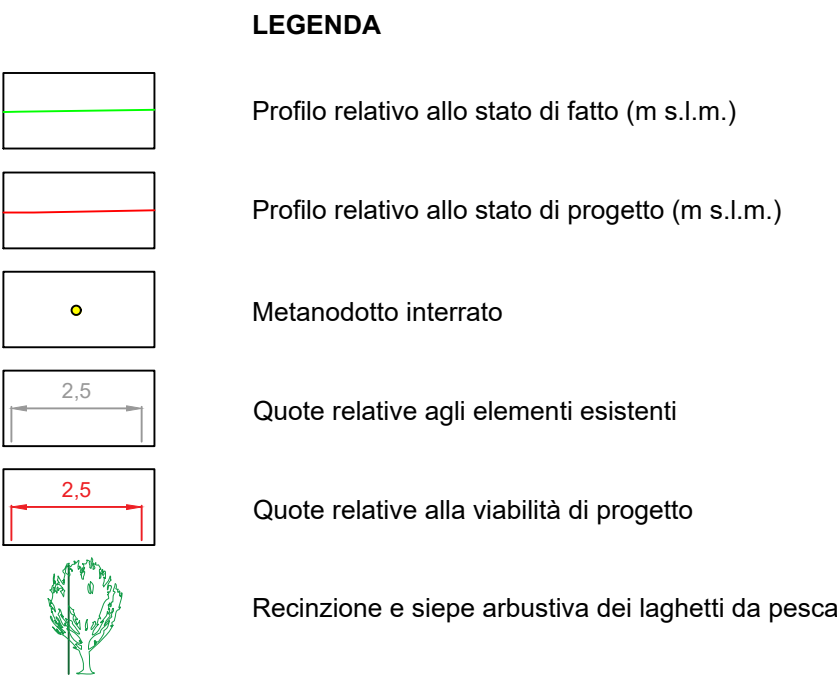 LEGENDA
Profilo relativo allo stato di fatto (m s.l.m.)
Profilo relativo allo stato di progetto (m s.l.m.)
Metanodotto interrato
2,5
Quote relative agli elementi esistenti
2,5
Quote relative alla viabilità di progetto
Recinzione e siepe arbustiva dei laghetti da pesca